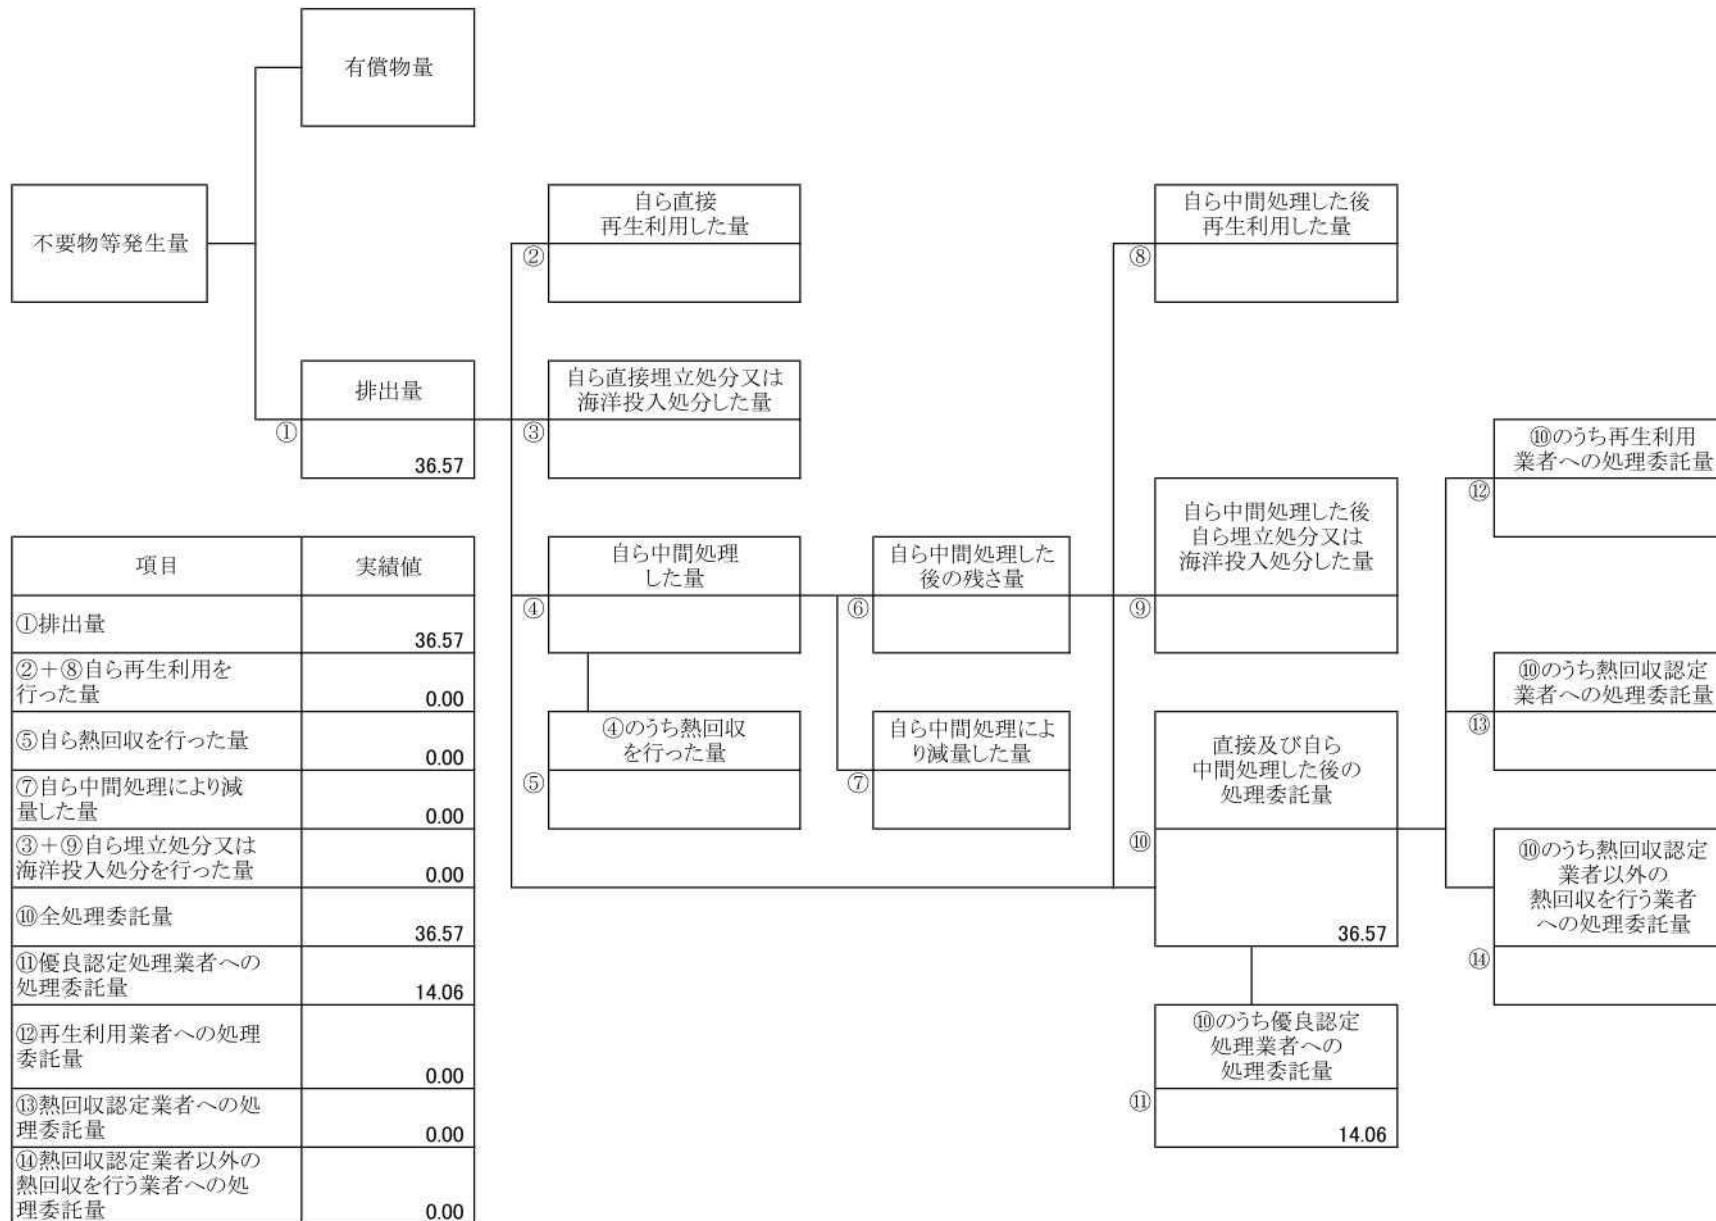 有償物量
不要物等発生量
排出量
①
36.57
自ら直接
再生利用した量
②
自ら直接埋立処分又は
海洋投入処分した量
③
自ら中間処理
した量
④
④のうち熱回収
を行った量
⑤
自ら中間処理した
後の残さ量
⑥
自ら中間処理によ
り減量した量
⑦
自ら中間処理した後
再生利用した量
⑧
自ら中間処理した後
自ら埋立処分又は
海洋投入処分した量
⑨
直接及び自ら
中間処理した後の
処理委託量
⑩
36.57
⑩のうち優良認定
処理業者への
処理委託量
⑪
14.06
⑩のうち再生利用
業者への処理委託量
⑫
⑩のうち熱回収認定
業者への処理委託量
⑬
⑩のうち熱回収認定
業者以外の
熱回収を行う業者
への処理委託量
⑭
項目 実績値
①排出量
36.57
②+⑧自ら再生利用を
行った量
0.00
⑤自ら熱回収を行った量
0.00
⑦自ら中間処理により減
量した量
0.00
③+⑨自ら埋立処分又は
海洋投入処分を行った量
0.00
⑩全処理委託量
36.57
⑪優良認定処理業者への
処理委託量
14.06
⑫再生利用業者への処理
委託量
0.00
⑬熱回収認定業者への処
理委託量
0.00
⑭熱回収認定業者以外の
熱回収を行う業者への処
理委託量
0.00